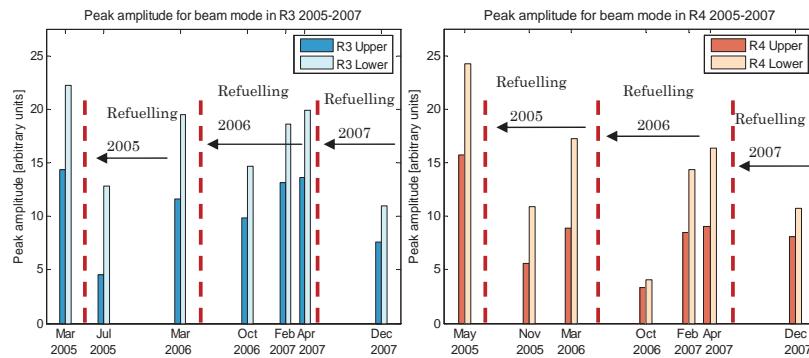 Peak amplitude for beam mode in R3 2005-2007
Peak amplitude [arbitrary units]
25
20
15
10
5
0
R3 Upper
R3 Lower
Refuelling
2005
Refuelling
2006
Refuelling
2007
Mar Jul Mar Oct Feb Apr Dec
2005 2005 2006 2006 2007 2007 2007
Peak amplitude for beam mode in R4 2005-2007
Peak amplitude [arbitrary units]
25
20
15
10
5
0
R4 Upper
R4 Lower
Refuelling
2005
Refuelling
2006
Refuelling
2007
May Nov Mar Oct Feb Apr Dec
2005 2005 2006 2006 2007 2007 2007